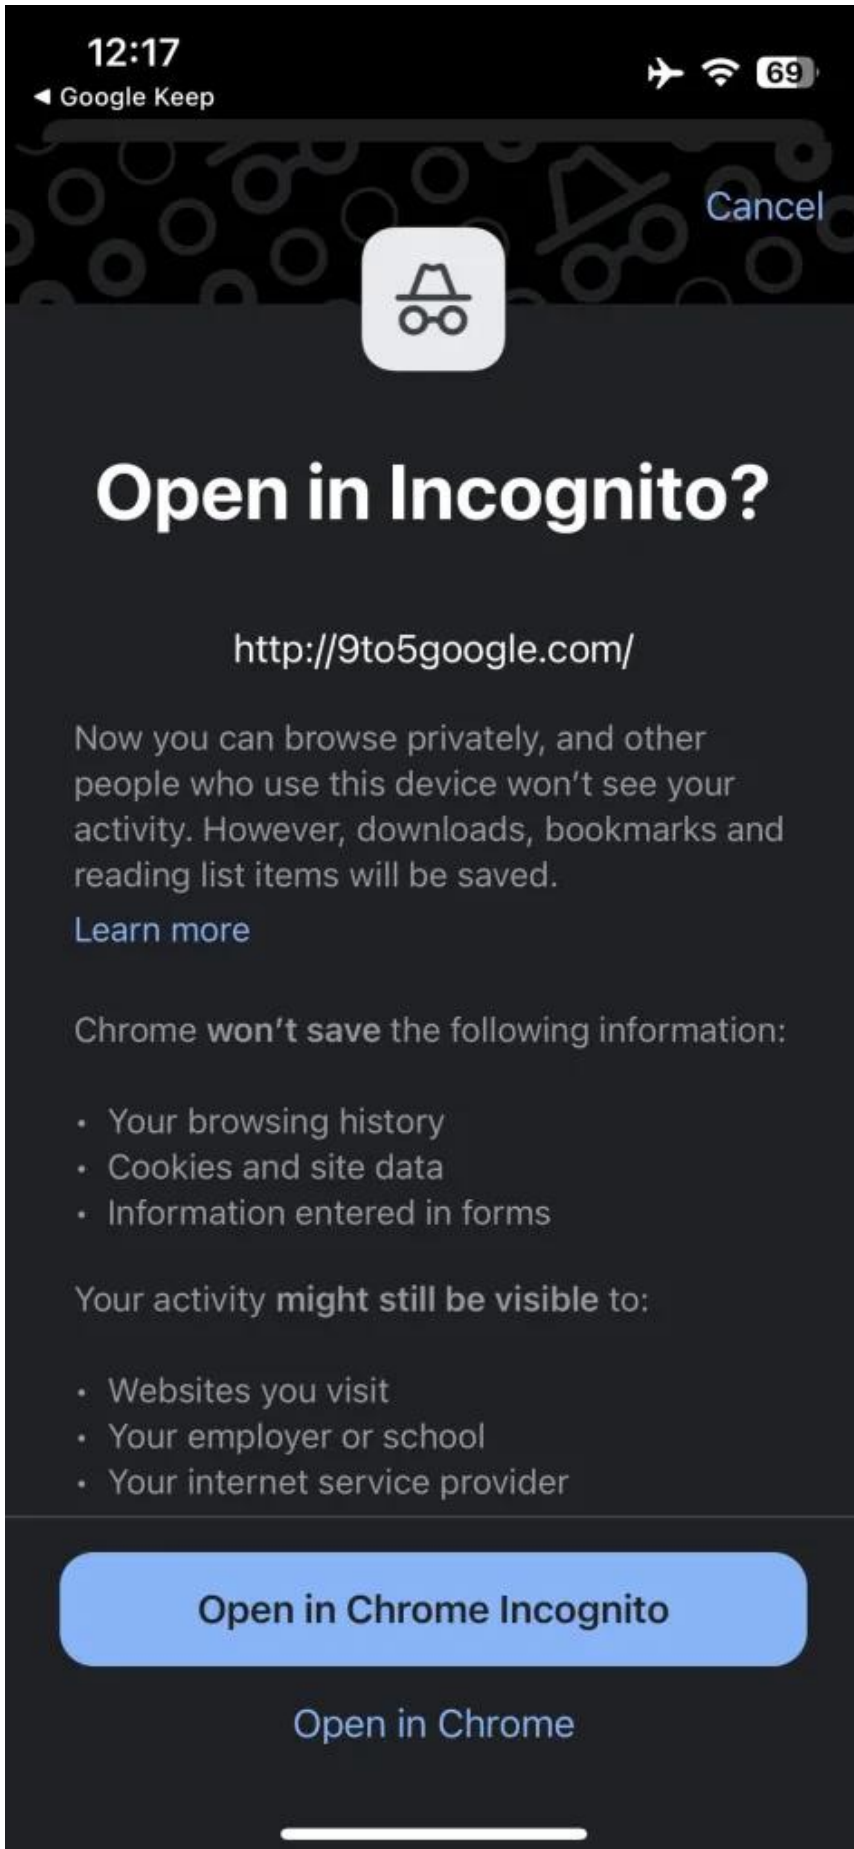 12:17
69
◀ Google Keep
Cancel
Open in Incognito?
http://9to5google.com/
Now you can browse privately, and other
people who use this device won’t see your
activity. However, downloads, bookmarks and
reading list items will be saved.
Learn more
Chrome won’t save the following information:
• Your browsing history
• Cookies and site data
• Information entered in forms
Your activity might still be visible to:
• Websites you visit
• Your employer or school
• Your internet service provider
Open in Chrome Incognito
Open in Chrome